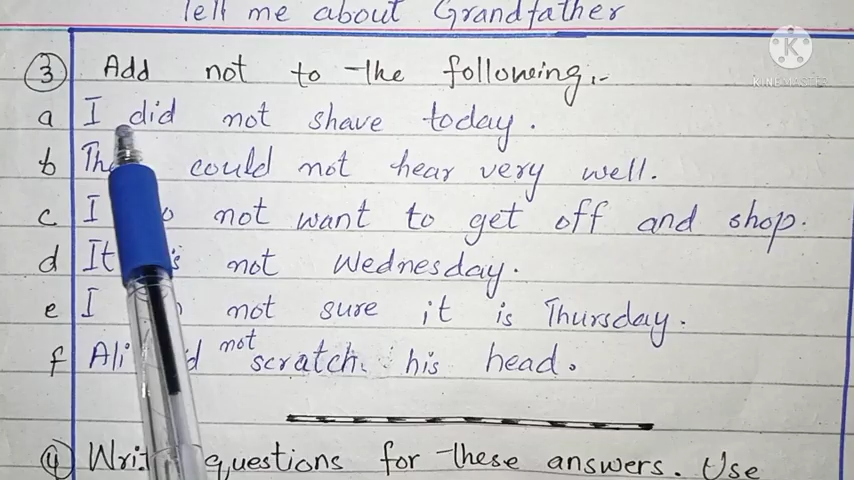 Tell me about Grandfather
③ Add not to the following:-
KINEMASTER
a I did not shave today.
b could not hear very well.
c I not want to get off and shop.
d It not Wednesday.
e I not sure it is Thursday.
f Ali not scratch his head.
④ questions for these answers. Use